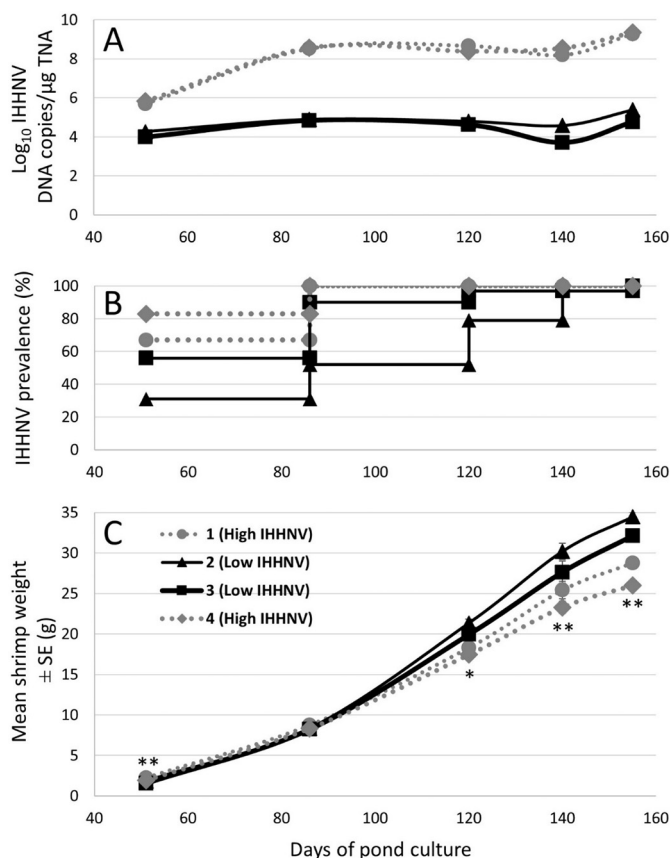 A
Log10 IHHNV
DNA copies/µg TNA
10
8
6
4
2
0
40 60 80 100 120 140 160
B
IHHNV prevalence (%)
100
80
60
40
20
0
40 60 80 100 120 140 160
C
Mean shrimp weight
± SE (g)
35
30
25
20
15
10
5
0
1 (High IHHNV)
2 (Low IHHNV)
3 (Low IHHNV)
4 (High IHHNV)
**
*
**
**
40 60 80 100 120 140 160
Days of pond culture